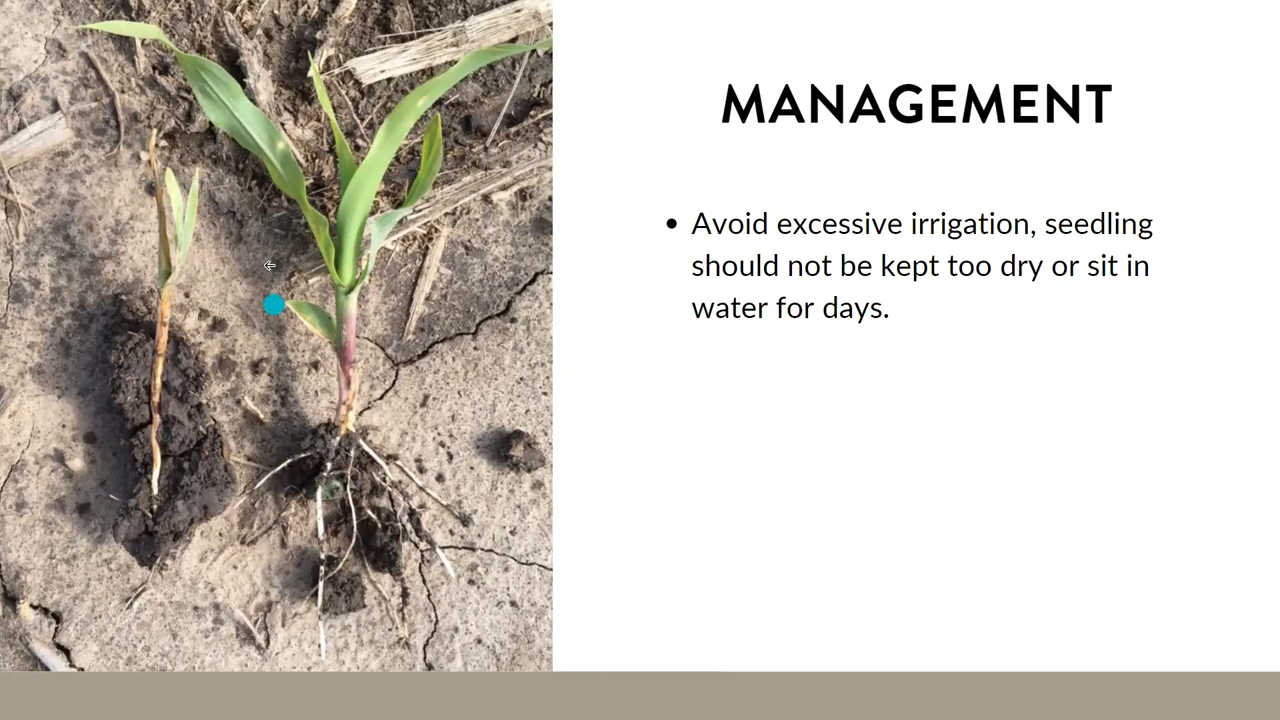 MANAGEMENT
• Avoid excessive irrigation, seedling
should not be kept too dry or sit in
water for days.